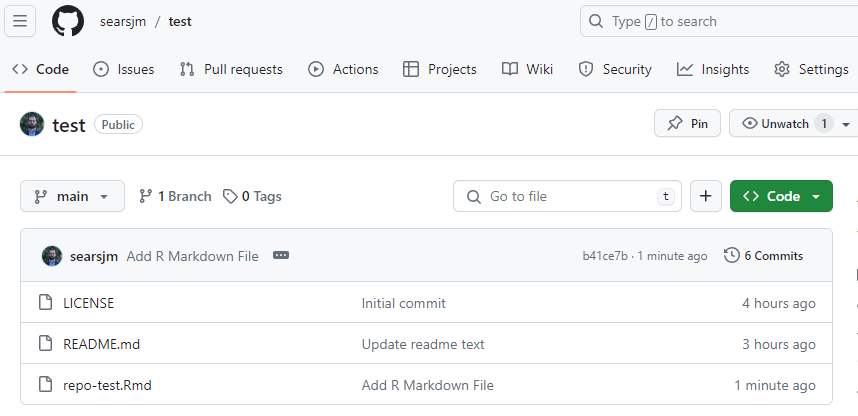 searsjm / test
Type / to search
Code Issues Pull requests Actions Projects Wiki Security Insights Settings
test Public
Pin Unwatch 1
main 1 Branch 0 Tags Go to file t + Code
searsjm Add R Markdown File b41ce7b · 1 minute ago 6 Commits
LICENSE Initial commit 4 hours ago
README.md Update readme text 3 hours ago
repo-test.Rmd Add R Markdown File 1 minute ago